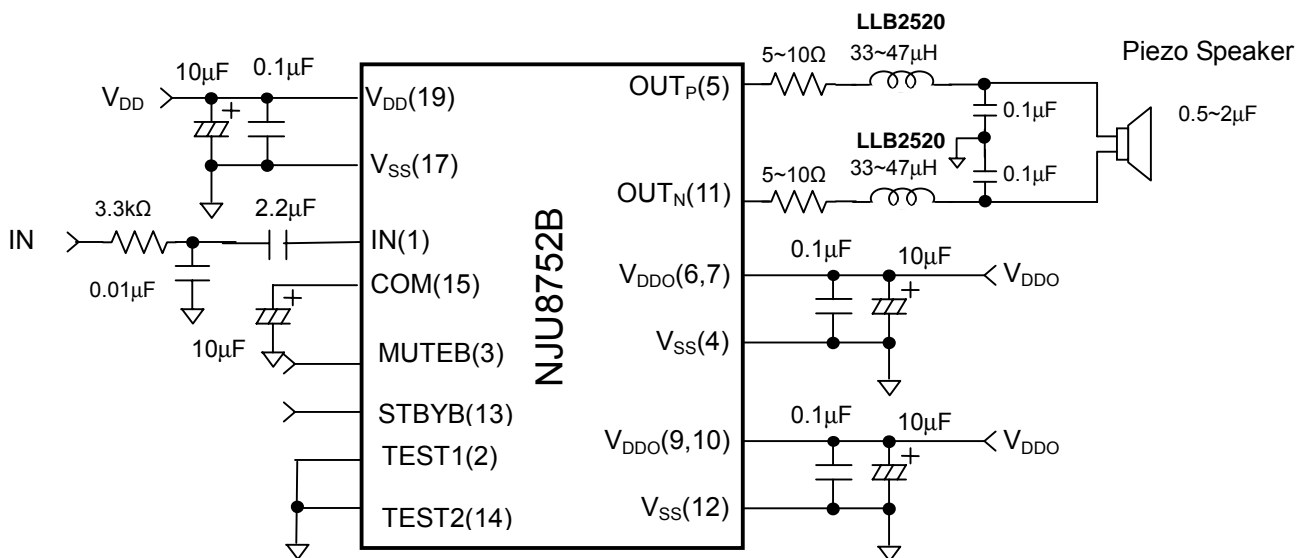 LLB2520
5~10Ω
33~47μH
Piezo Speaker
10μF
0.1μF
V_DD
V_DD(19)
OUT_P(5)
0.1μF
0.5~2μF
LLB2520
5~10Ω
33~47μH
V_SS(17)
0.1μF
OUT_N(11)
3.3kΩ
2.2μF
IN
IN(1)
0.01μF
COM(15)
10μF
MUTEB(3)
STBYB(13)
TEST1(2)
TEST2(14)
NJU8752B
0.1μF
10μF
V_DDO(6,7)
V_DDO
V_SS(4)
0.1μF
10μF
V_DDO(9,10)
V_DDO
V_SS(12)
+
+
+
+